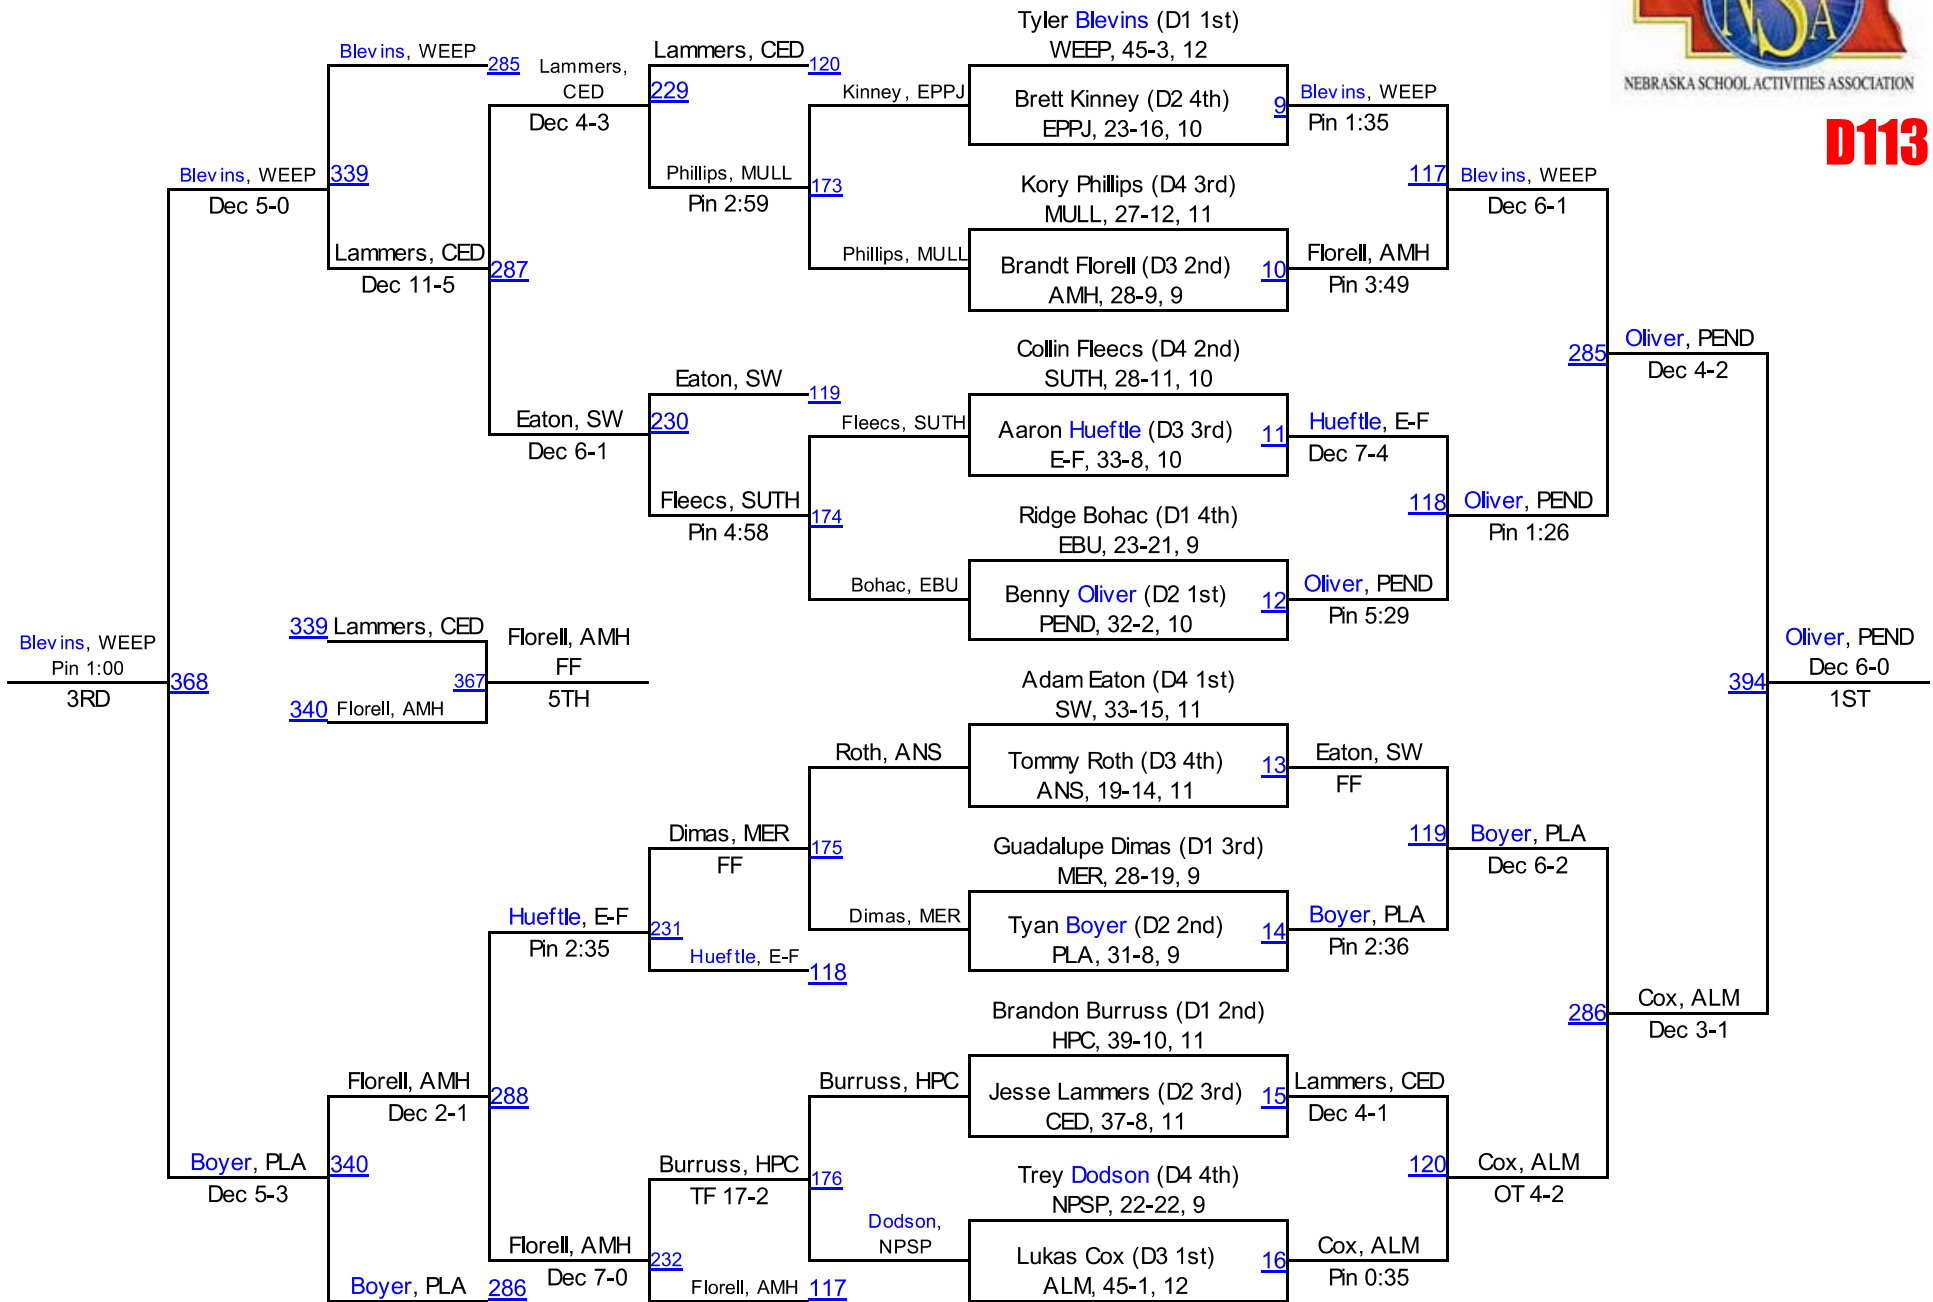 NSA
NEBRASKA SCHOOL ACTIVITIES ASSOCIATION
D113
Tyler Blevins (D1 1st)
WEEP, 45-3, 12
Brett Kinney (D2 4th)
EPPJ, 23-16, 10
Kory Phillips (D4 3rd)
MULL, 27-12, 11
Brandt Florell (D3 2nd)
AMH, 28-9, 9
Collin Fleecs (D4 2nd)
SUTH, 28-11, 10
Aaron Hueftle (D3 3rd)
E-F, 33-8, 10
Ridge Bohac (D1 4th)
EBU, 23-21, 9
Benny Oliver (D2 1st)
PEND, 32-2, 10
Adam Eaton (D4 1st)
SW, 33-15, 11
Tommy Roth (D3 4th)
ANS, 19-14, 11
Guadalupe Dimas (D1 3rd)
MER, 28-19, 9
Tyan Boyer (D2 2nd)
PLA, 31-8, 9
Brandon Burruss (D1 2nd)
HPC, 39-10, 11
Jesse Lammers (D2 3rd)
CED, 37-8, 11
Trey Dodson (D4 4th)
NPSP, 22-22, 9
Lukas Cox (D3 1st)
ALM, 45-1, 12
9
Blevins, WEEP
Pin 1:35
10
Florell, AMH
Pin 3:49
11
Hueftle, E-F
Dec 7-4
12
Oliver, PEND
Pin 5:29
13
Eaton, SW
FF
14
Boyer, PLA
Pin 2:36
15
Lammers, CED
Dec 4-1
16
Cox, ALM
Pin 0:35
117
Blevins, WEEP
Dec 6-1
118
Oliver, PEND
Pin 1:26
119
Boyer, PLA
Dec 6-2
120
Cox, ALM
OT 4-2
285
Oliver, PEND
Dec 4-2
286
Cox, ALM
Dec 3-1
394
Oliver, PEND
Dec 6-0
1ST
Kinney, EPPJ
Phillips, MULL
Fleecs, SUTH
Bohac, EBU
Roth, ANS
Dimas, MER
Burruss, HPC
Dodson,
NPSP
Lammers, CED
120
Phillips, MULL
173
Pin 2:59
Eaton, SW
119
Fleecs, SUTH
174
Pin 4:58
Dimas, MER
175
FF
Hueftle, E-F
118
Burruss, HPC
176
TF 17-2
Florell, AMH
117
Lammers,
CED
229
Dec 4-3
Eaton, SW
230
Dec 6-1
Hueftle, E-F
231
Pin 2:35
Florell, AMH
232
Dec 7-0
Blevins, WEEP
285
Lammers, CED
287
Dec 11-5
Florell, AMH
288
Dec 2-1
Boyer, PLA
286
Blevins, WEEP
339
Dec 5-0
Boyer, PLA
340
Dec 5-3
Blevins, WEEP
Pin 1:00
368
3RD
339
Lammers, CED
340
Florell, AMH
367
Florell, AMH
FF
5TH